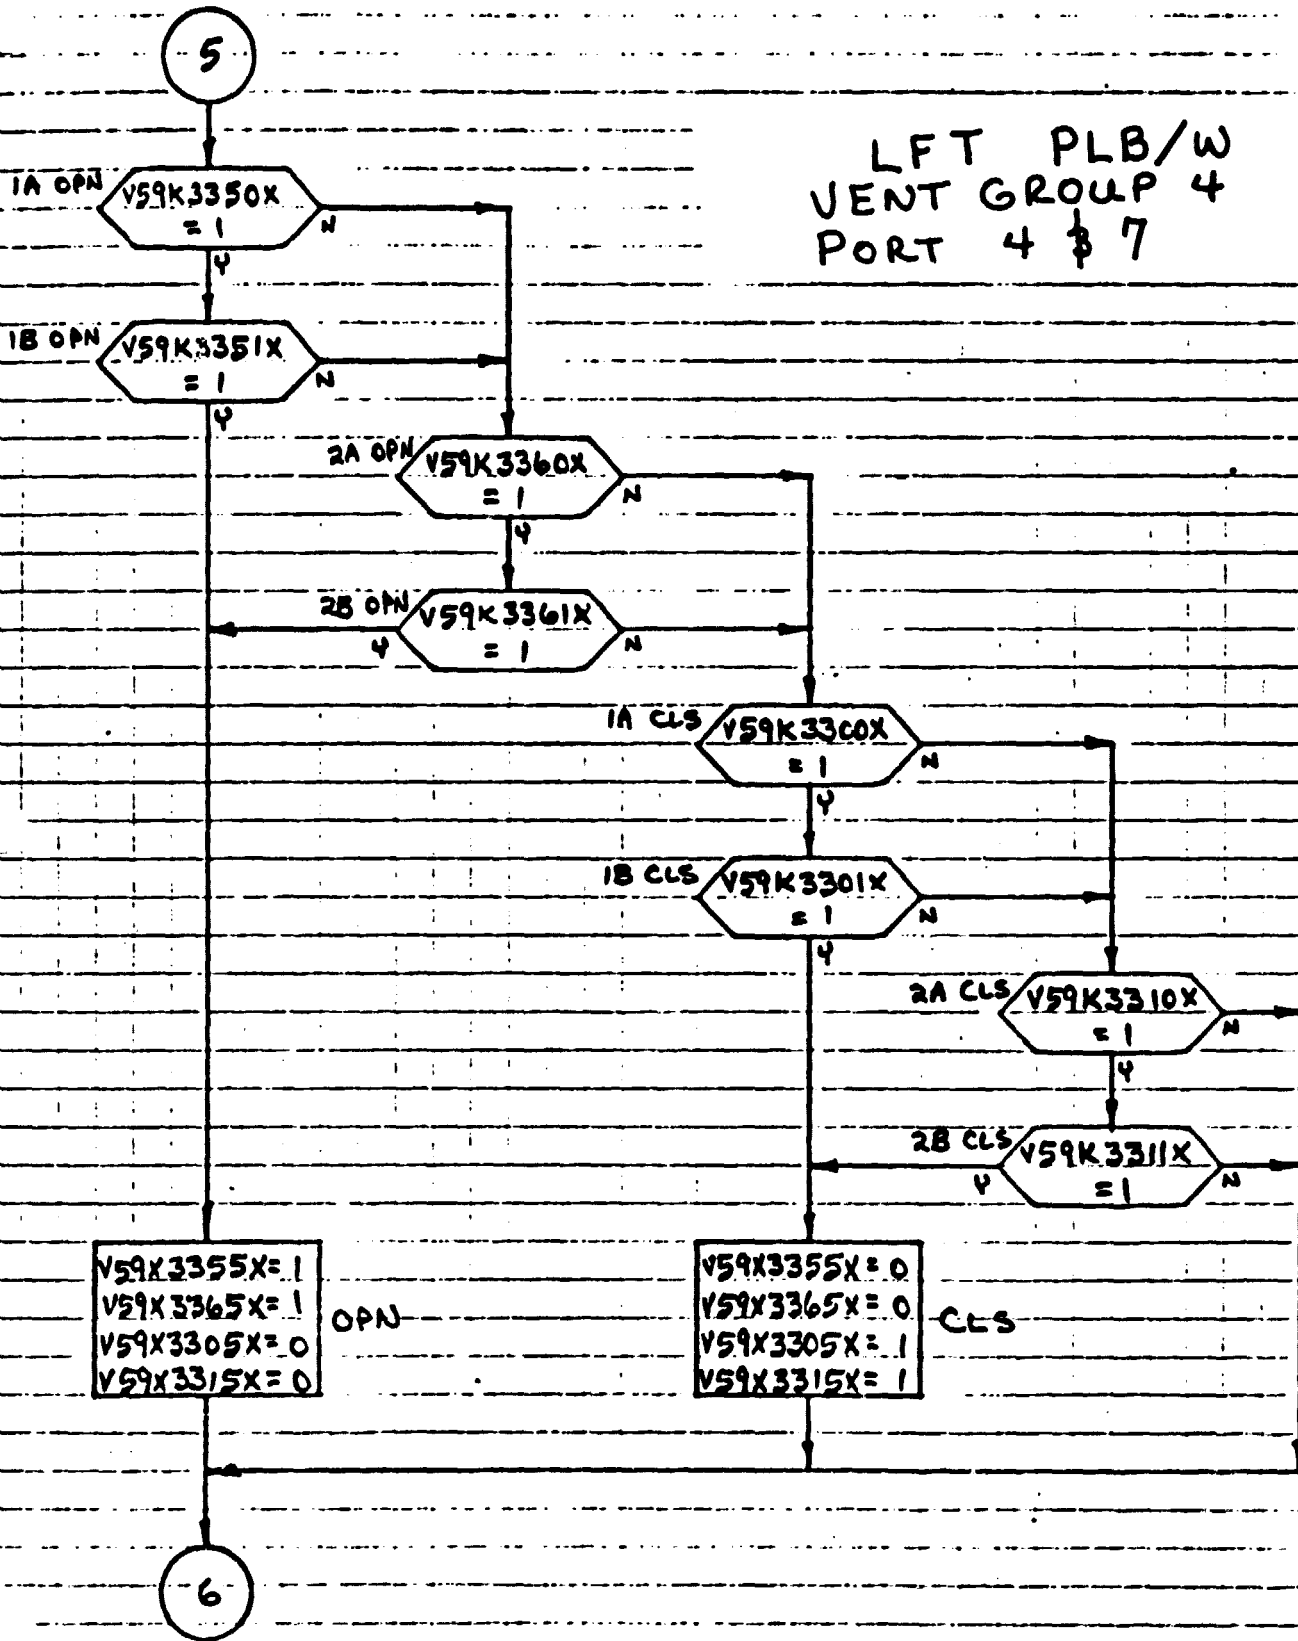 5
LFT PLB/W
VENT GROUP 4
PORT 4 & 7
1A OPN
V59K3350X
= 1
N
Y
1B OPN
V59K3351X
= 1
N
Y
2A OPN
V59K3360X
= 1
N
Y
2B OPN
V59K3361X
= 1
Y
N
1A CLS
V59K3300X
= 1
N
Y
1B CLS
V59K3301X
= 1
N
Y
2A CLS
V59K3310X
= 1
N
Y
2B CLS
V59K3311X
= 1
Y
N
V59X3355X= 1
V59X3365X= 1
V59X3305X= 0
V59X3315X= 0
OPN
V59X3355X= 0
V59X3365X= 0
V59X3305X= 1
V59X3315X= 1
CLS
6